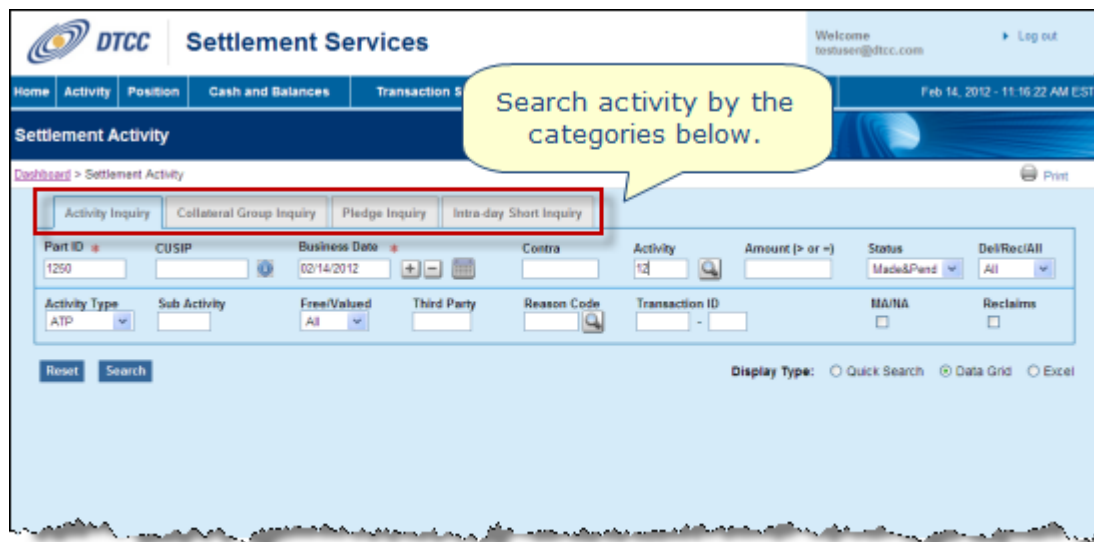 DTCC Settlement Services
Welcome
testuser@dtcc.com
Log out
Home Activity Position Cash and Balances Transaction S
Feb 14, 2012 - 11:16:22 AM EST
Search activity by the
categories below.
Settlement Activity
Dashboard > Settlement Activity
Print
Activity Inquiry Collateral Group Inquiry Pledge Inquiry Intra-day Short Inquiry
Part ID * CUSIP Business Date * Contra Activity Amount (> or =) Status Del/Rec/All
1250 02/14/2012 + - 12 Made&Pend All
Activity Type Sub Activity Free/Valued Third Party Reason Code Transaction ID MA/NA Reclaims
ATP All -
Reset Search Display Type: Quick Search Data Grid Excel